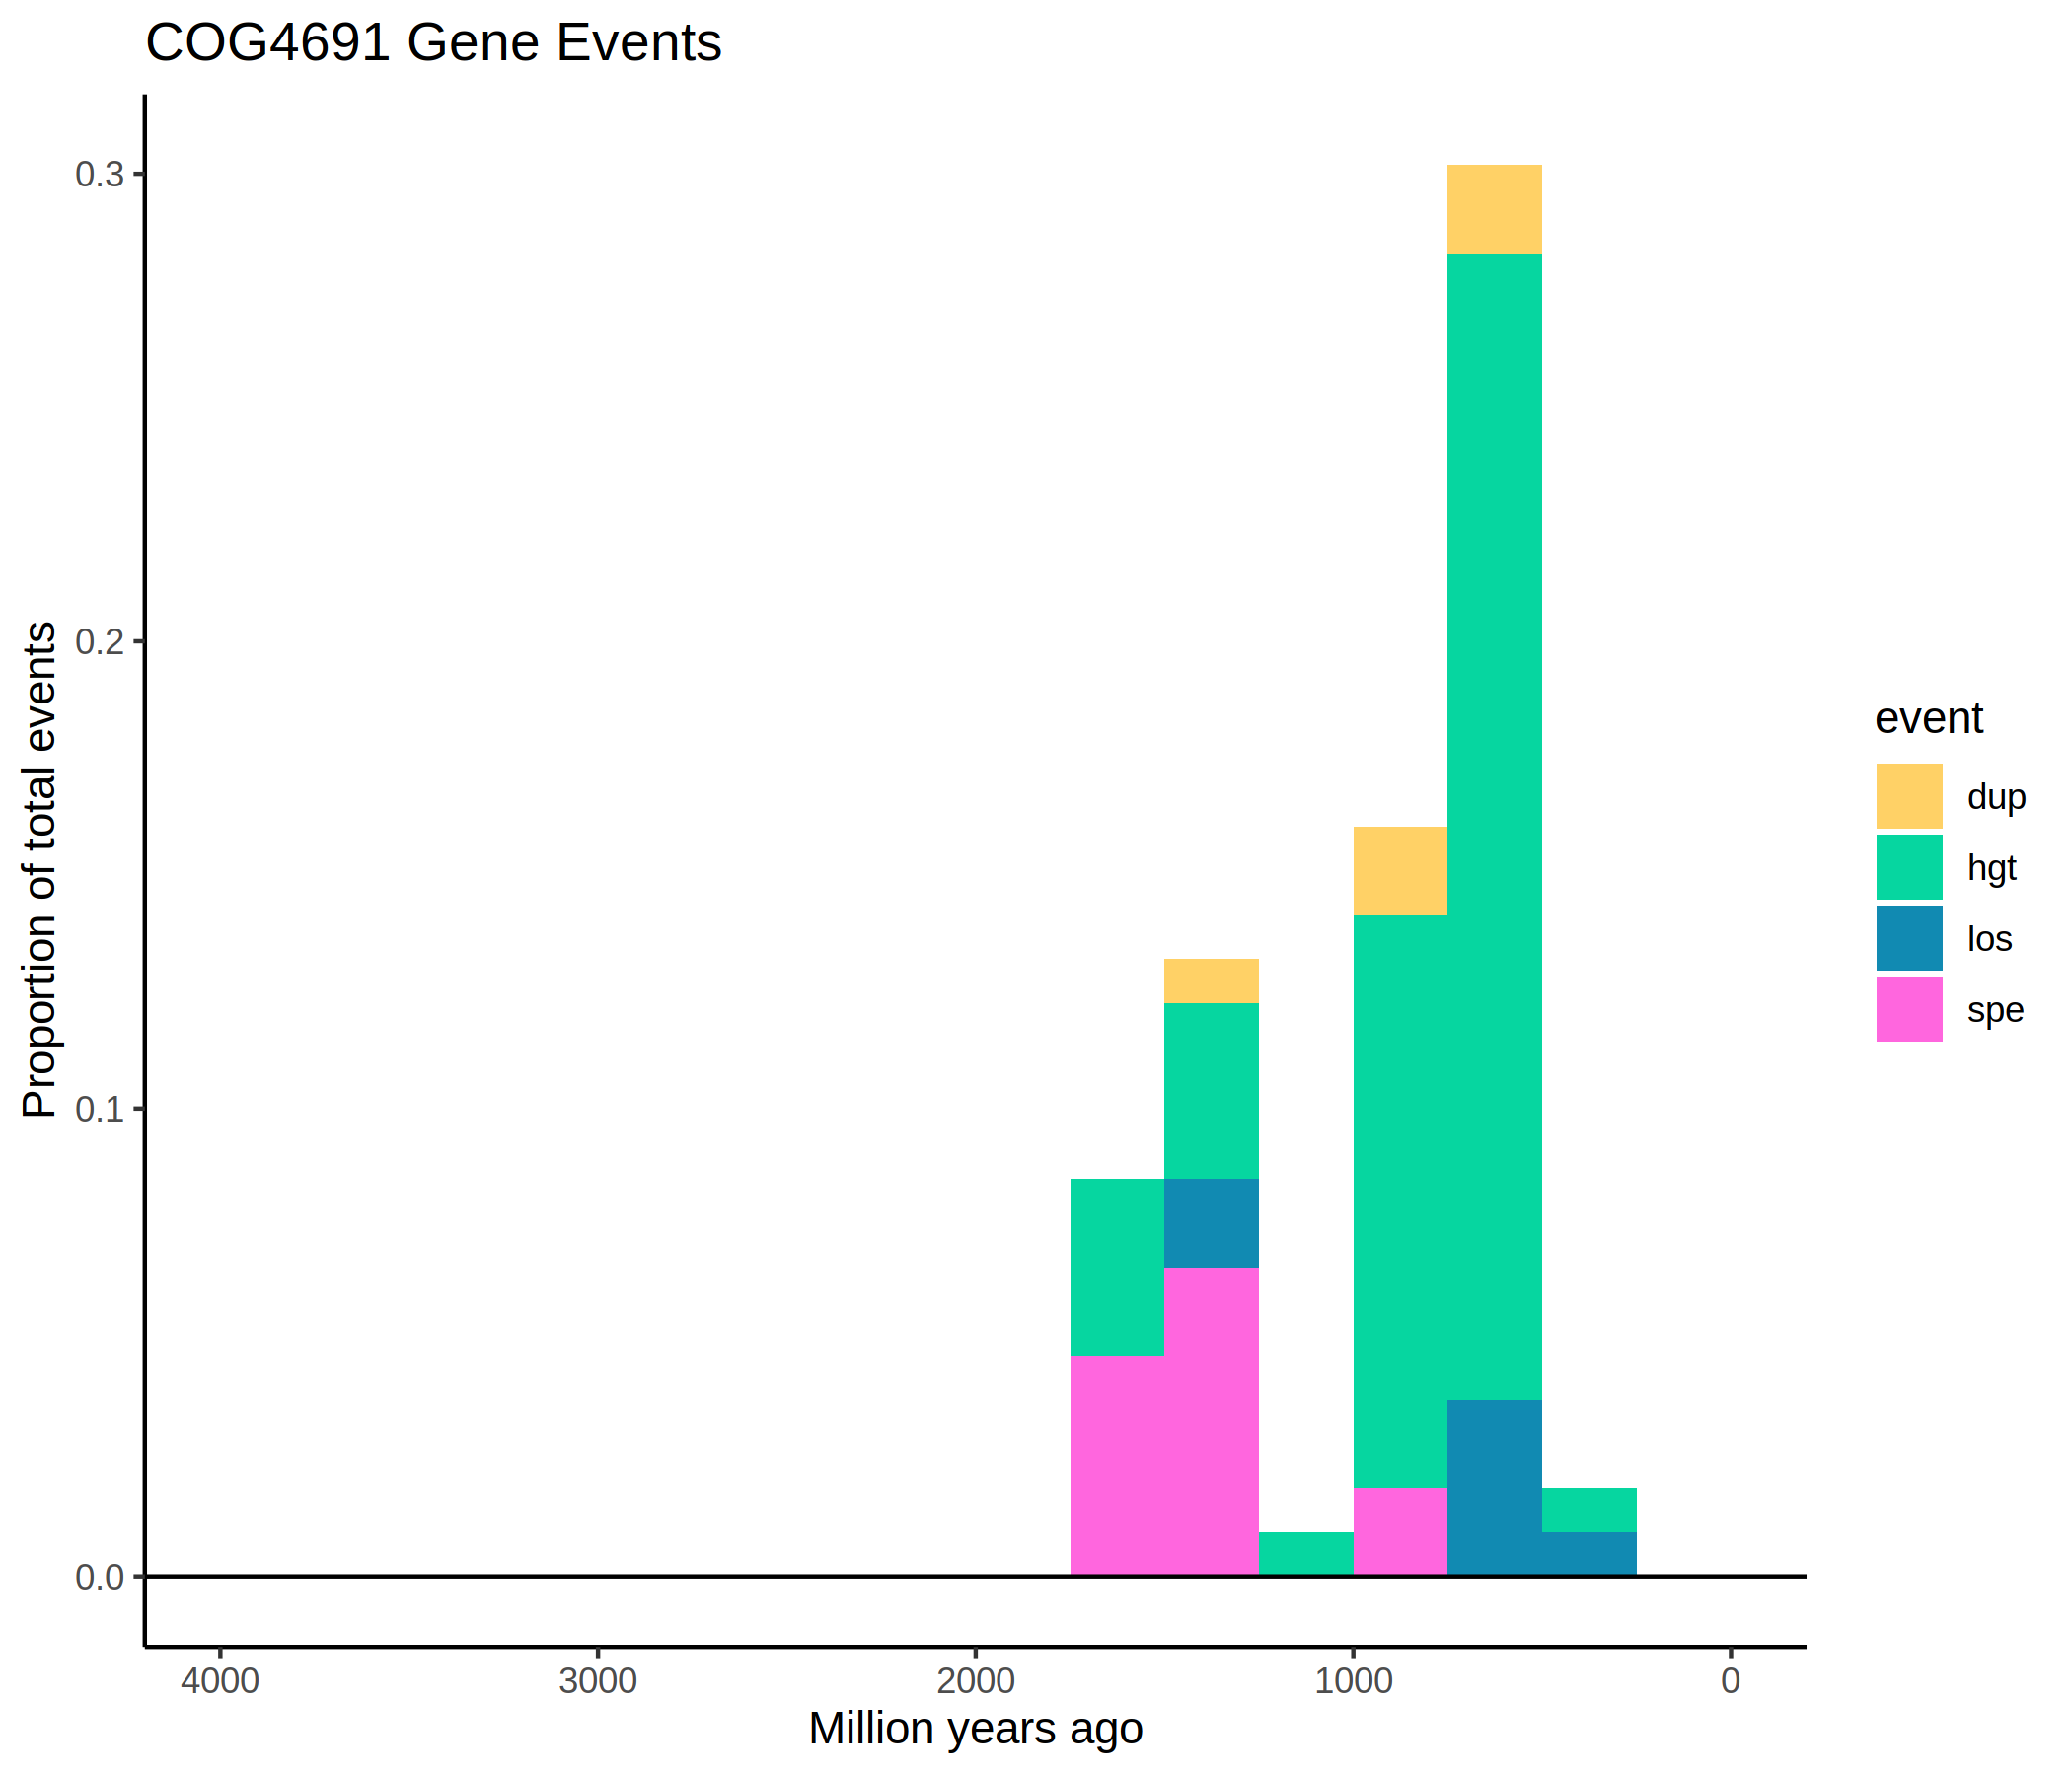 COG4691 Gene Events
Proportion of total events
0.3
0.2
0.1
0.0
4000 3000 2000 1000 0
Million years ago
event
dup
hgt
los
spe